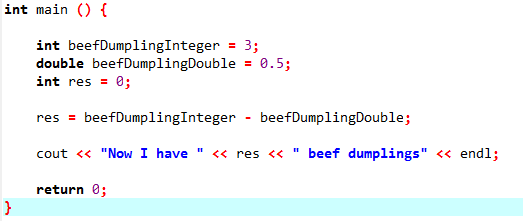 int main () {
int beefDumplingInteger = 3;
double beefDumplingDouble = 0.5;
int res = 0;
res = beefDumplingInteger - beefDumplingDouble;
cout << "Now I have " << res << " beef dumplings" << endl;
return 0;
}